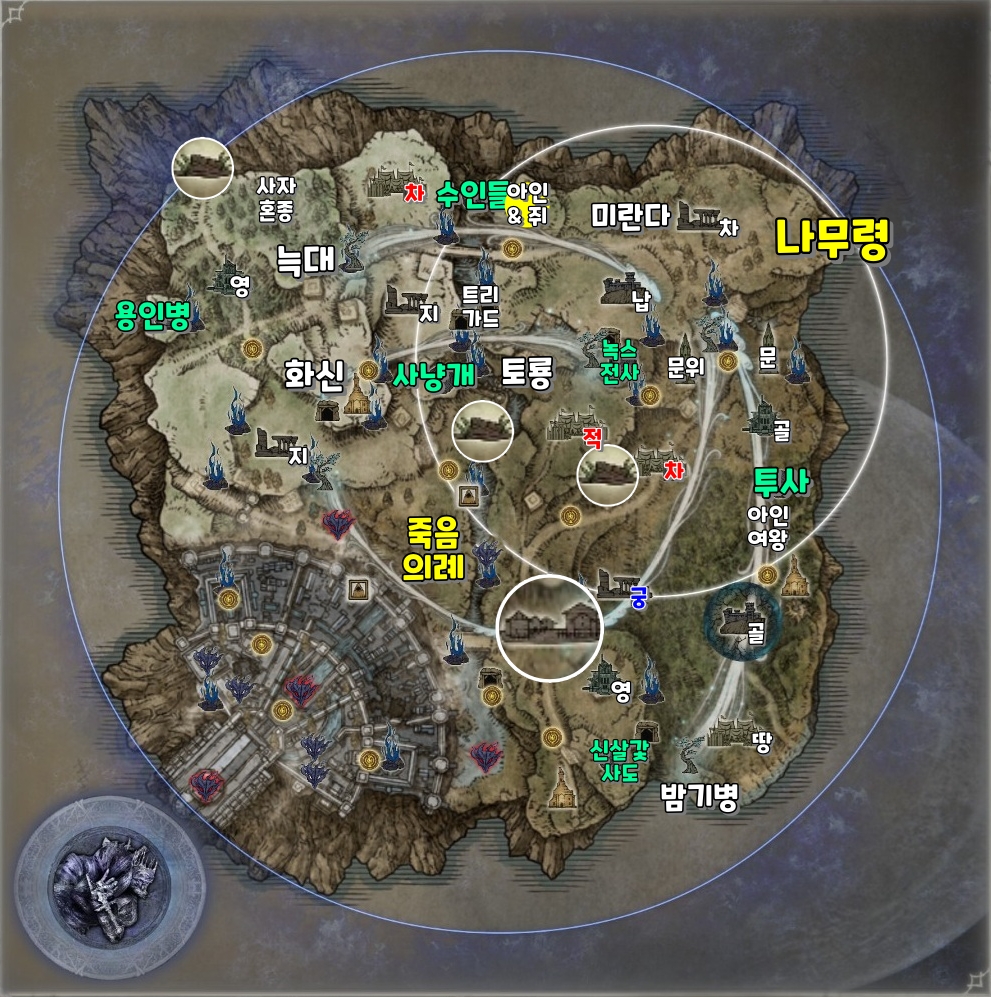 사자
혼종
차
수인들
아인
& 쥐
미란다
차
나무령
늑대
영
용인병
지
트리
가드
납
화신
사냥개
토룡
녹스
전사
문위
문
골
적
차
지
투사
아인
여왕
죽음
의례
궁
골
영
신살갗
사도
땅
밤기병